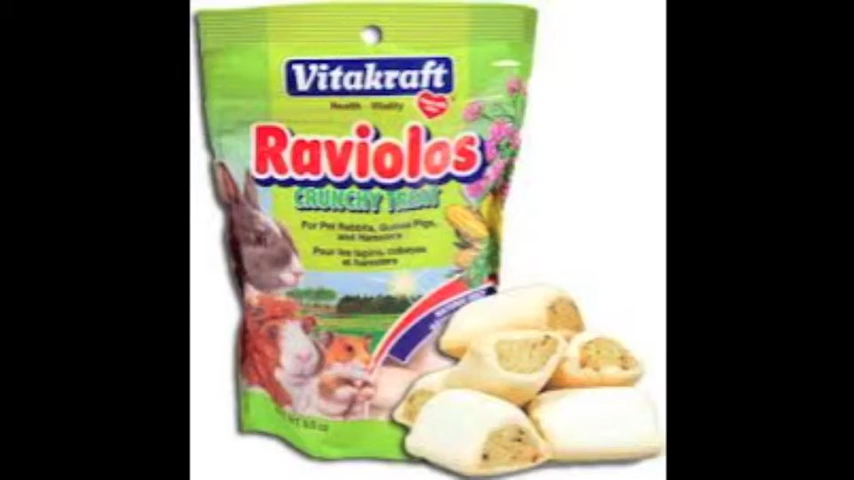 Vitakraft
Health · Vitality
Raviolos
CRUNCHY TREAT
For Pet Rabbits, Guinea Pigs,
and Hamsters
Pour les lapins, cobayes
et hamsters
NATURAL